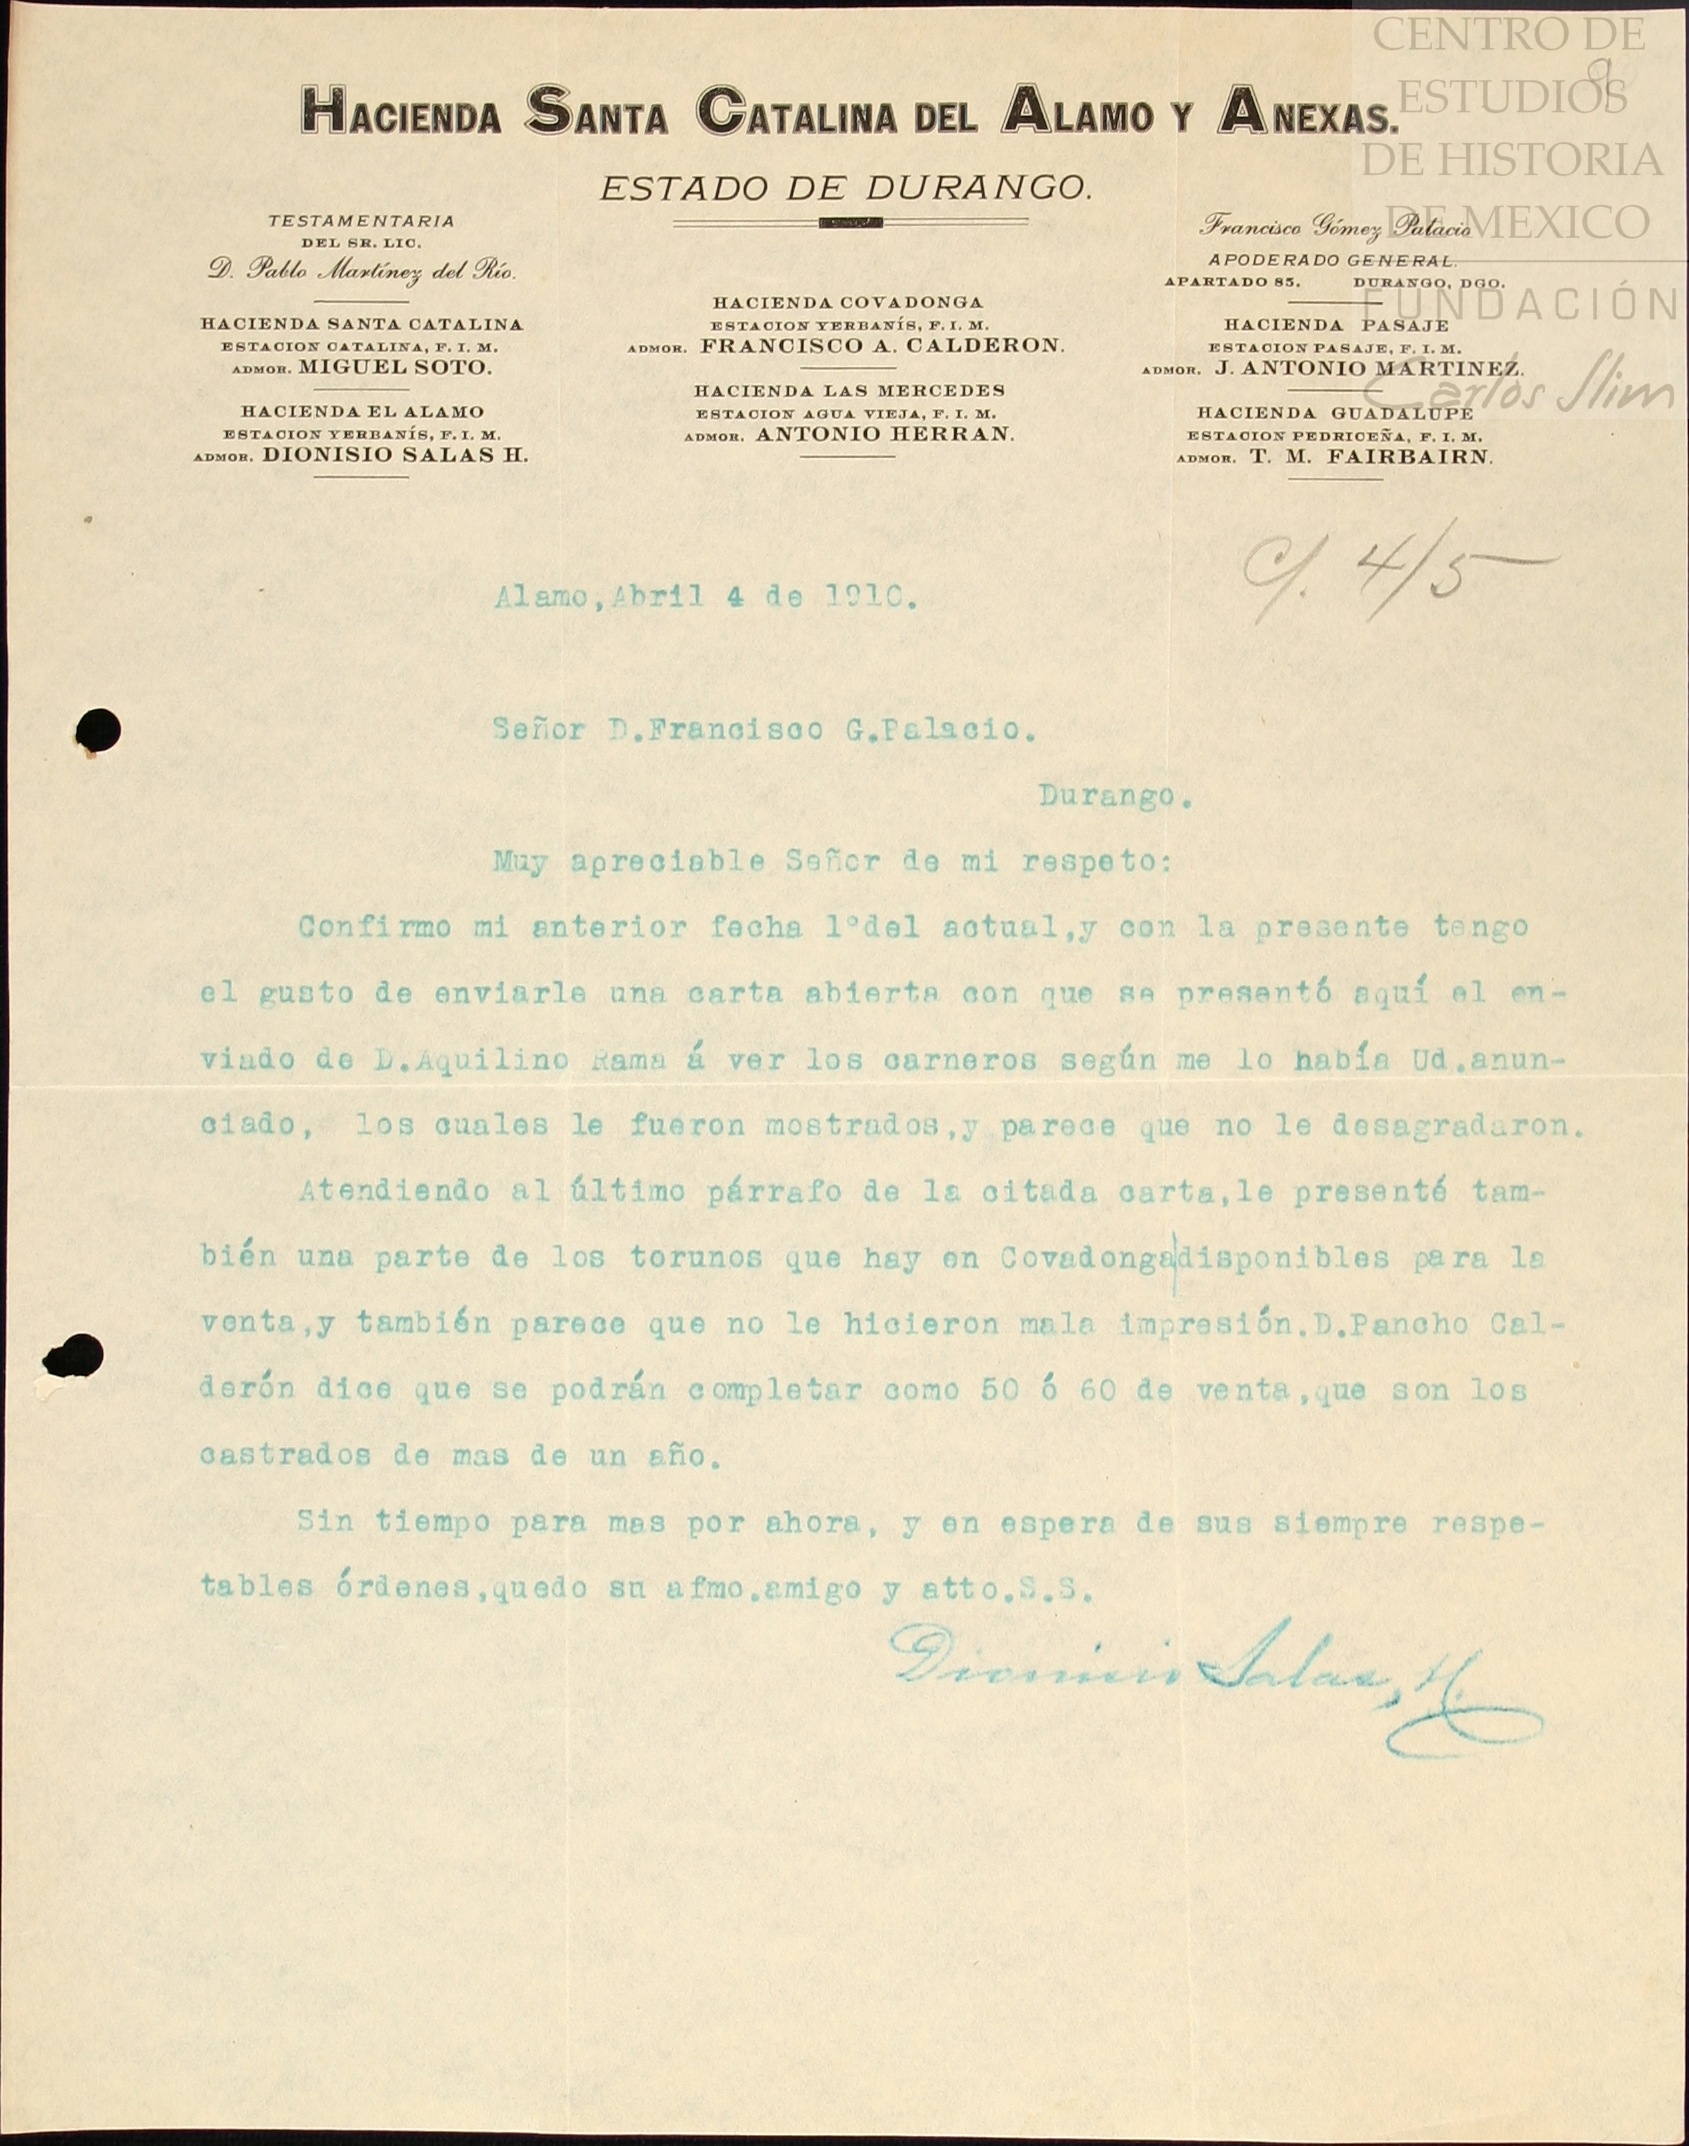 CENTRO DE
ESTUDIOS
DE HISTORIA
DE MEXICO
FUNDACIÓN
Carlos Slim
9
HACIENDA SANTA CATALINA DEL ALAMO Y ANEXAS.
ESTADO DE DURANGO.
TESTAMENTARIA
DEL SR. LIC.
D. Pablo Martínez del Río.
HACIENDA SANTA CATALINA
ESTACION CATALINA, F. I. M.
ADMOR. MIGUEL SOTO.
HACIENDA EL ALAMO
ESTACION YERBANÍS, F. I. M.
ADMOR. DIONISIO SALAS H.
HACIENDA COVADONGA
ESTACION YERBANÍS, F. I. M.
ADMOR. FRANCISCO A. CALDERON.
HACIENDA LAS MERCEDES
ESTACION AGUA VIEJA, F. I. M.
ADMOR. ANTONIO HERRAN.
Francisco Gómez Palacio
APODERADO GENERAL.
APARTADO 85. DURANGO, DGO.
HACIENDA PASAJE
ESTACION PASAJE, F. I. M.
ADMOR. J. ANTONIO MARTINEZ.
HACIENDA GUADALUPE
ESTACION PEDRICEÑA, F. I. M.
ADMOR. T. M. FAIRBAIRN.
C/. 4/5
Alamo,Abril 4 de 1910.
Señor D.Francisco G.Palacio.
Durango.
Muy apreciable Señor de mi respeto:
Confirmo mi anterior fecha 1°del actual,y con la presente tengo
el gusto de enviarle una carta abierta con que se presentó aquí el en-
viado de D.Aquilino Rama á ver los carneros según me lo había Ud.anun-
ciado, los cuales le fueron mostrados,y parece que no le desagradaron.
Atendiendo al último párrafo de la citada carta,le presenté tam-
bién una parte de los torunos que hay en Covadonga|disponibles para la
venta,y también parece que no le hicieron mala impresión.D.Pancho Cal-
derón dice que se podrán completar como 50 ó 60 de venta,que son los
castrados de mas de un año.
Sin tiempo para mas por ahora, y en espera de sus siempre respe-
tables órdenes,quedo su afmo.amigo y atto.S.S.
Dionisio Salas, H.